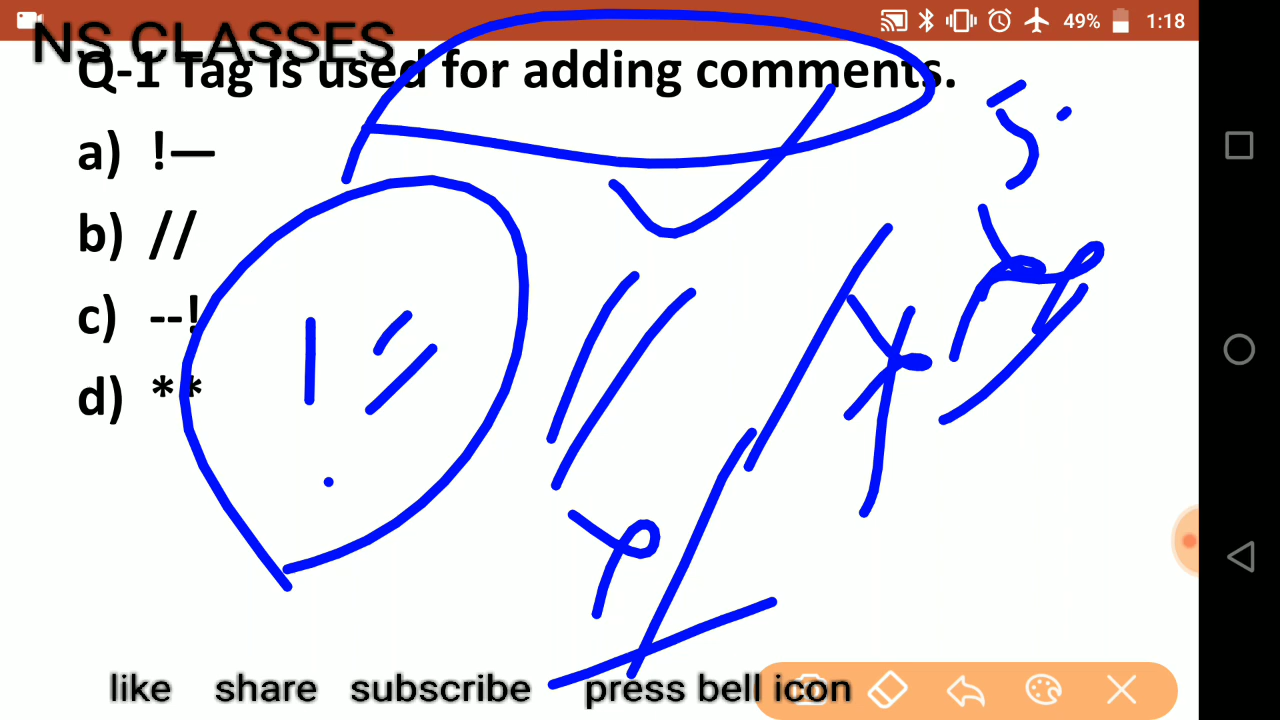 49% 1:18
NS CLASSES
Q-1 Tag is used for adding comments.
a) !—
b) //
c) --!
d) **
like share subscribe press bell icon